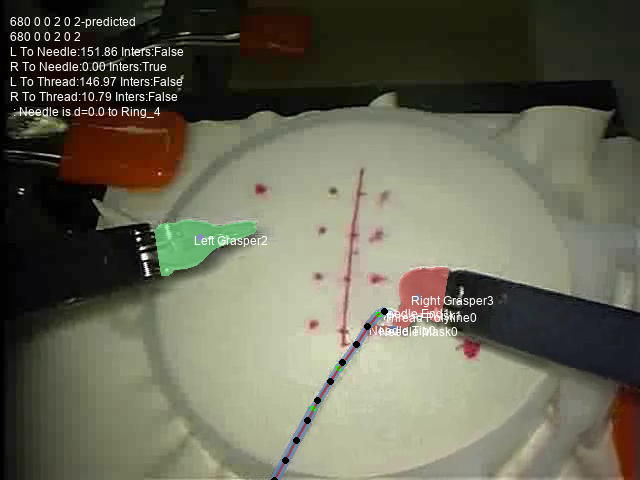 680 0 0 2 0 2-predicted
680 0 0 2 0 2
L To Needle:151.86 Inters:False
R To Needle:0.00 Inters:True
L To Thread:146.97 Inters:False
R To Thread:10.79 Inters:False
Needle is d=0.0 to Ring_4
Left Grasper2
Right Grasper3
Thread Polyline0
Needle Mask0